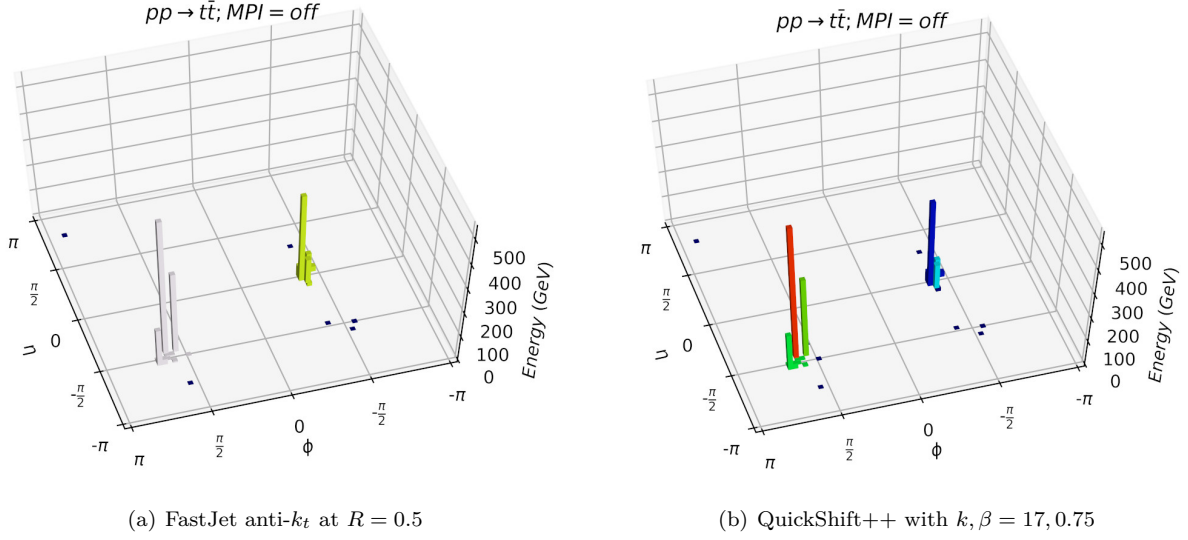 pp → tt̄; MPI = off
π
π/2
0
-π/2
-π
η
π
π/2
0
-π/2
-π
ϕ
500
400
300
200
100
0
Energy (GeV)
(a) FastJet anti-kt at R = 0.5
pp → tt̄; MPI = off
π
π/2
0
-π/2
-π
η
π
π/2
0
-π/2
-π
ϕ
500
400
300
200
100
0
Energy (GeV)
(b) QuickShift++ with k, β = 17, 0.75